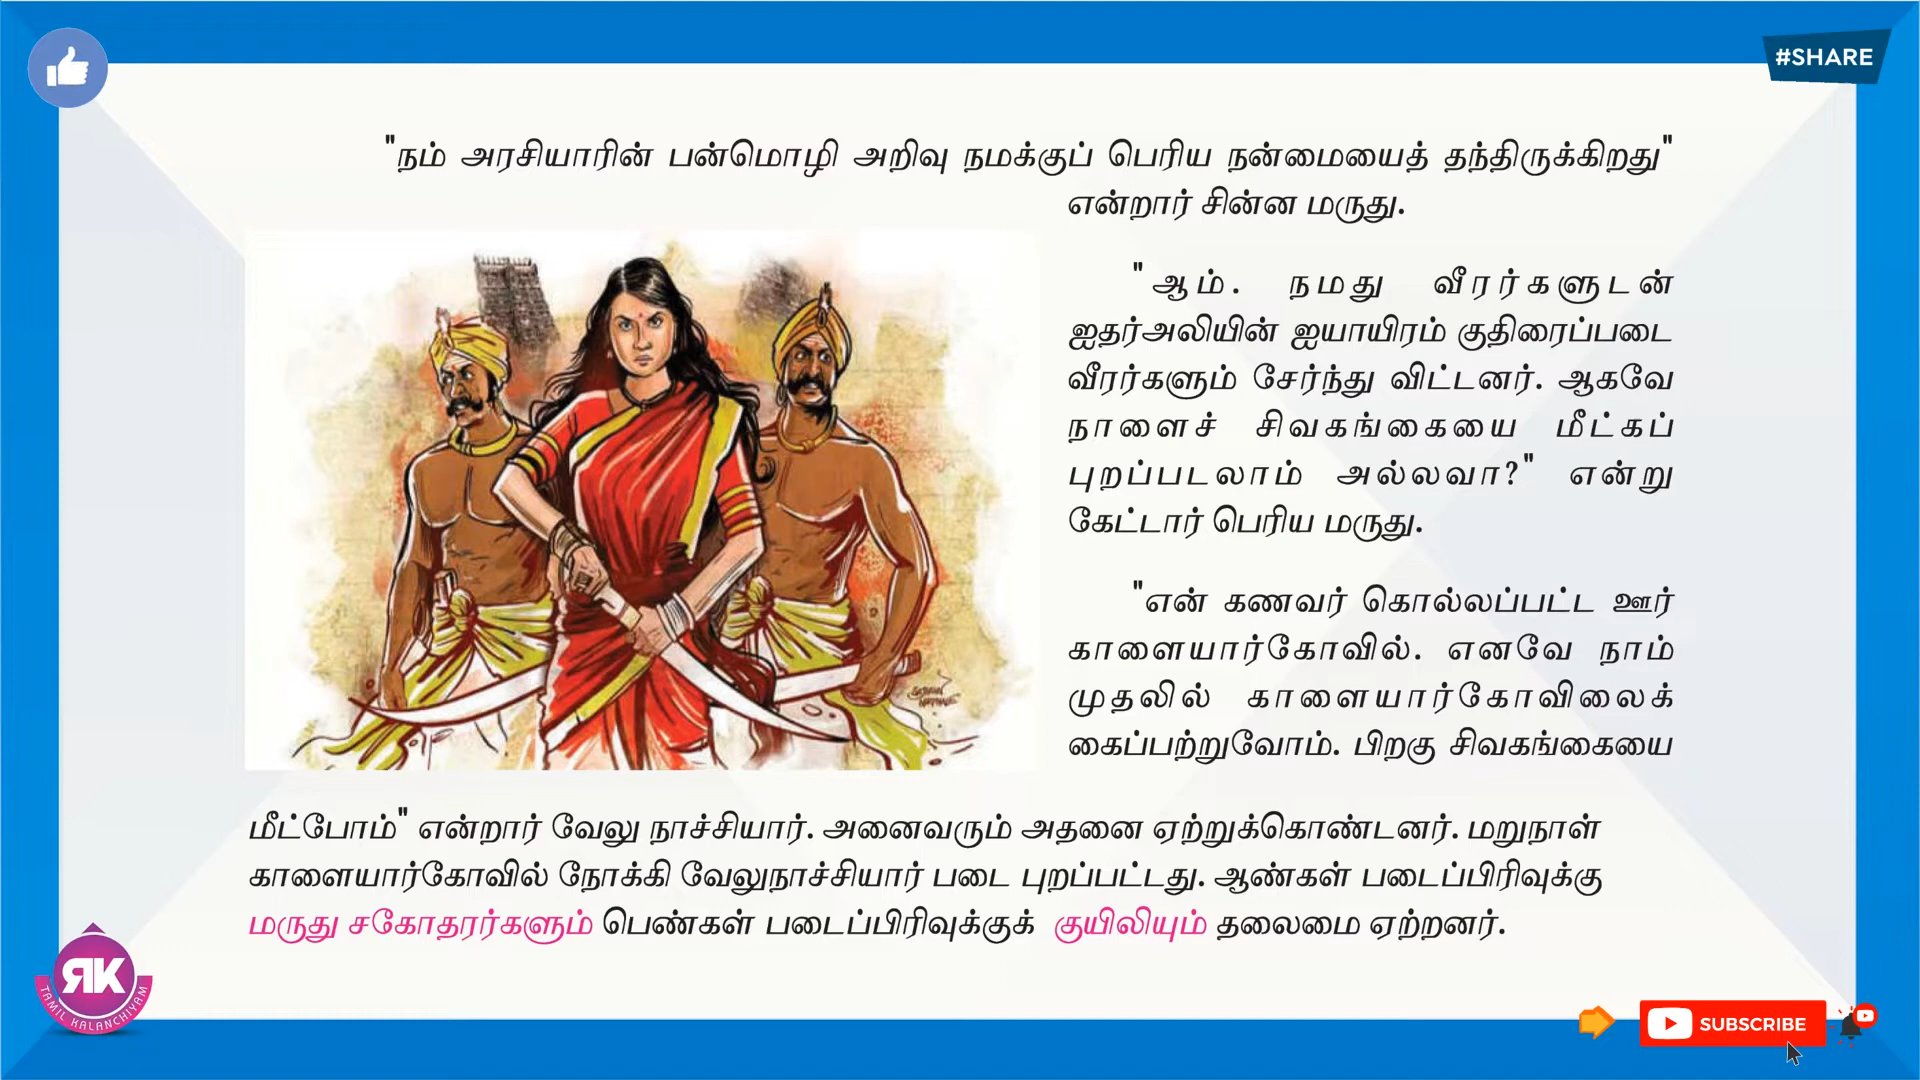 #SHARE
"நம் அரசியாரின் பன்மொழி அறிவு நமக்குப் பெரிய நன்மையைத் தந்திருக்கிறது"
என்றார் சின்ன மருது.
"ஆம். நமது வீரர்களுடன்
ஐதர்அலியின் ஐயாயிரம் குதிரைப்படை
வீரர்களும் சேர்ந்து விட்டனர். ஆகவே
நாளைச் சிவகங்கையை மீட்கப்
புறப்படலாம் அல்லவா?" என்று
கேட்டார் பெரிய மருது.
"என் கணவர் கொல்லப்பட்ட ஊர்
காளையார்கோவில். எனவே நாம்
முதலில் காளையார்கோவிலைக்
கைப்பற்றுவோம். பிறகு சிவகங்கையை
மீட்போம்" என்றார் வேலு நாச்சியார். அனைவரும் அதனை ஏற்றுக்கொண்டனர். மறுநாள்
காளையார்கோவில் நோக்கி வேலுநாச்சியார் படை புறப்பட்டது. ஆண்கள் படைப்பிரிவுக்கு
மருது சகோதரர்களும் பெண்கள் படைப்பிரிவுக்குக் குயிலியும் தலைமை ஏற்றனர்.
RK
TAMIL KALANCHIYAM
SUBSCRIBE